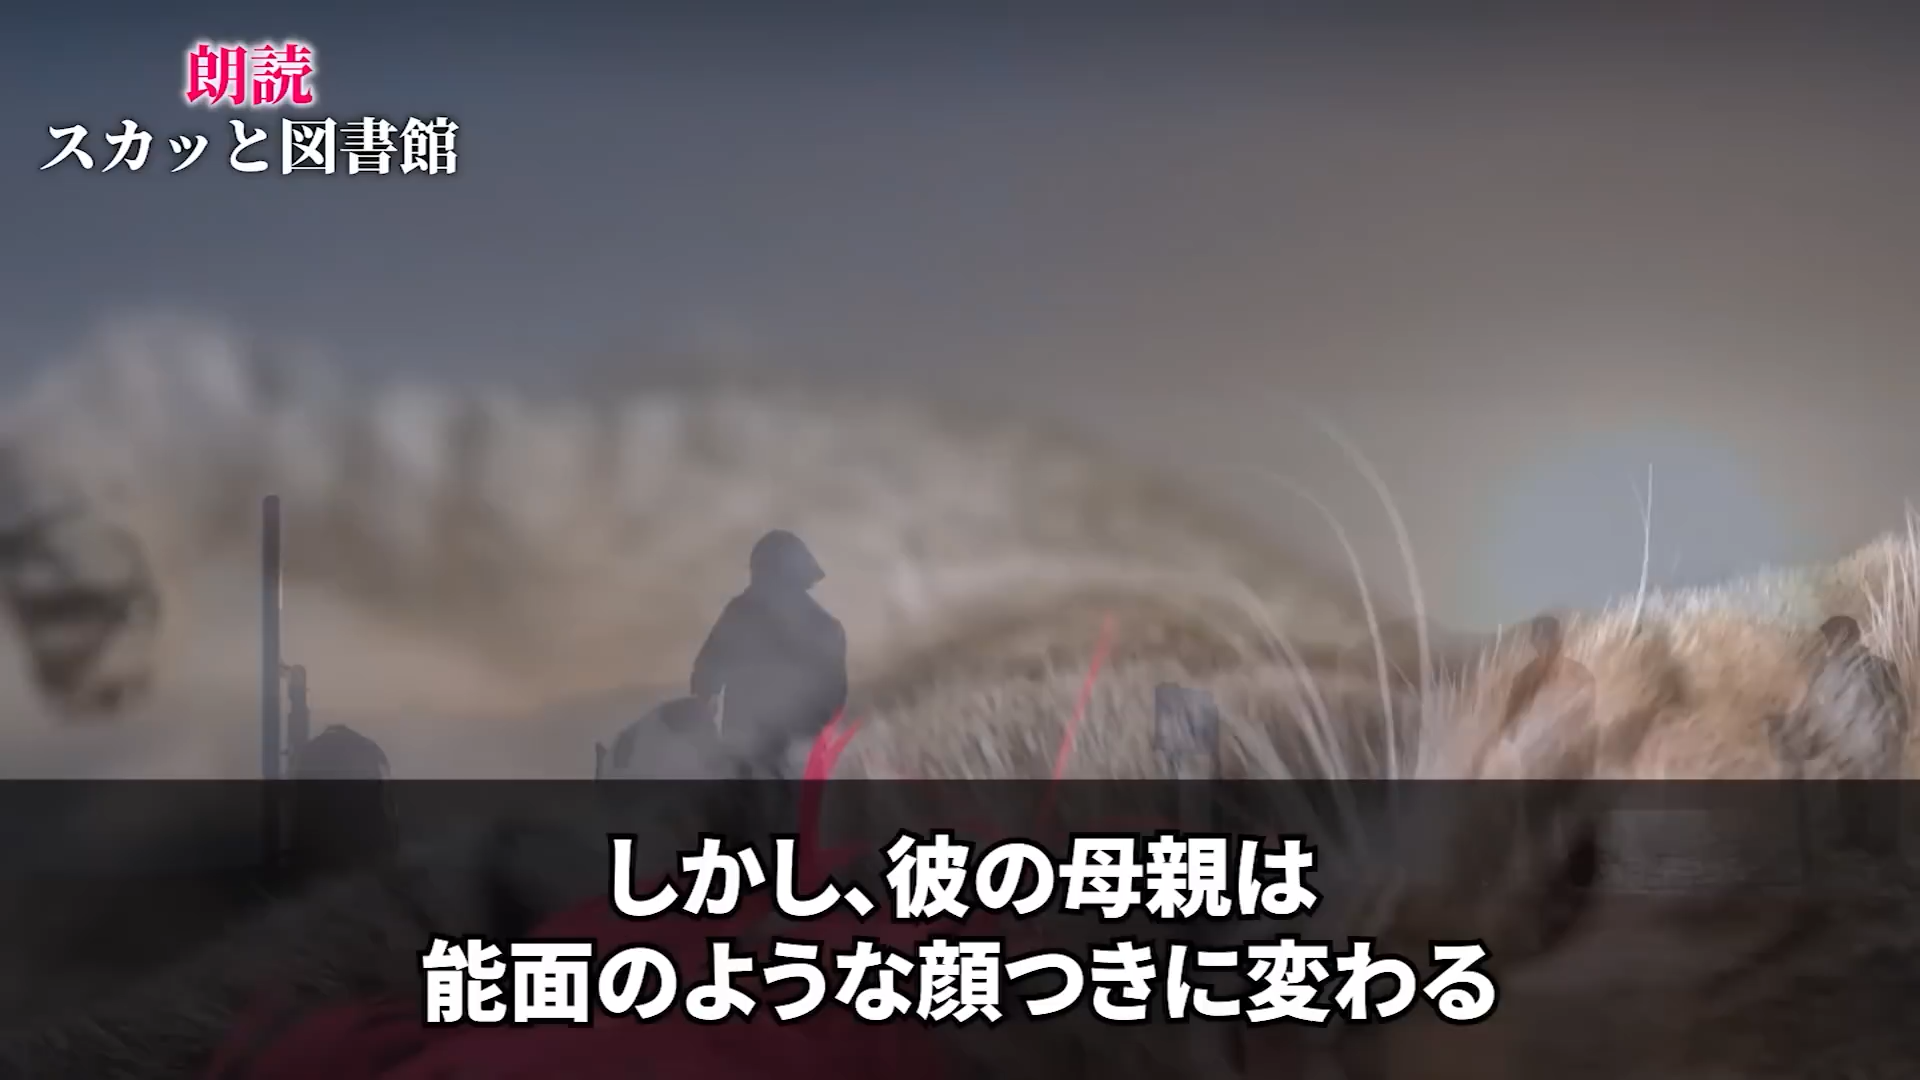 朗読
スカッと図書館
しかし、彼の母親は
能面のような顔つきに変わる